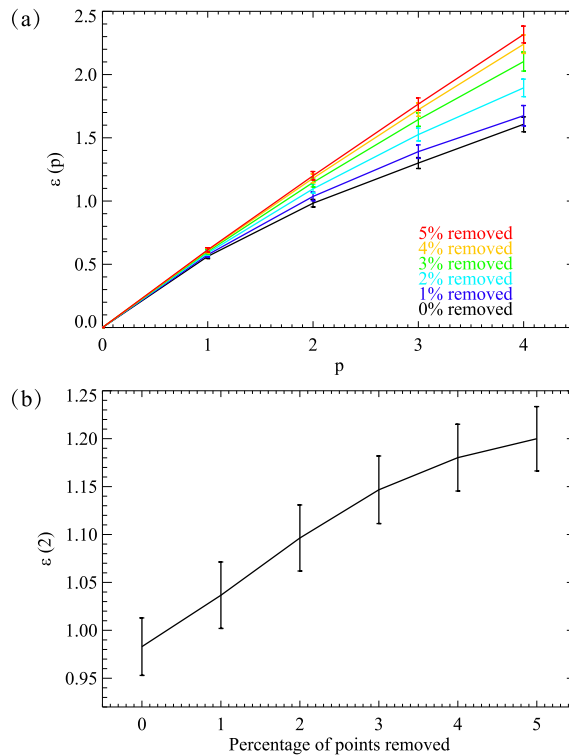 (a)
2.5
2.0
1.5
1.0
0.5
0.0
ε (p)
5% removed
4% removed
3% removed
2% removed
1% removed
0% removed
0 1 2 3 4
p
(b)
1.25
1.20
1.15
1.10
1.05
1.00
0.95
ε (2)
0 1 2 3 4 5
Percentage of points removed